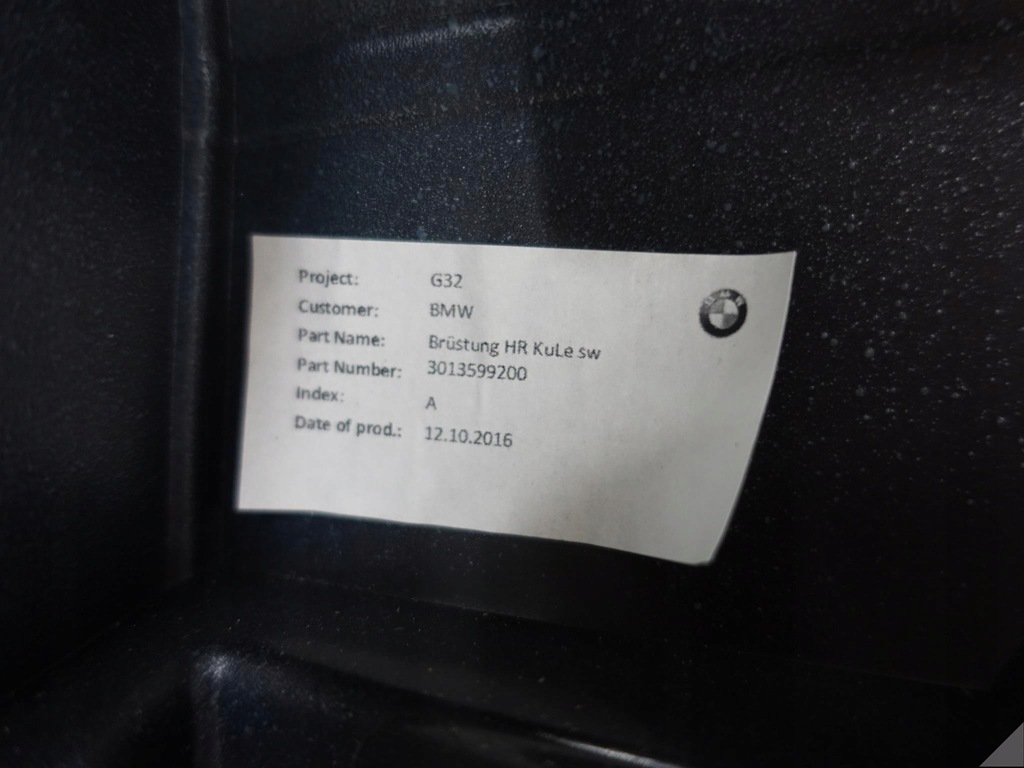 Project: G32
Customer: BMW
Part Name: Brüstung HR KuLe sw
Part Number: 3013599200
Index: A
Date of prod.: 12.10.2016